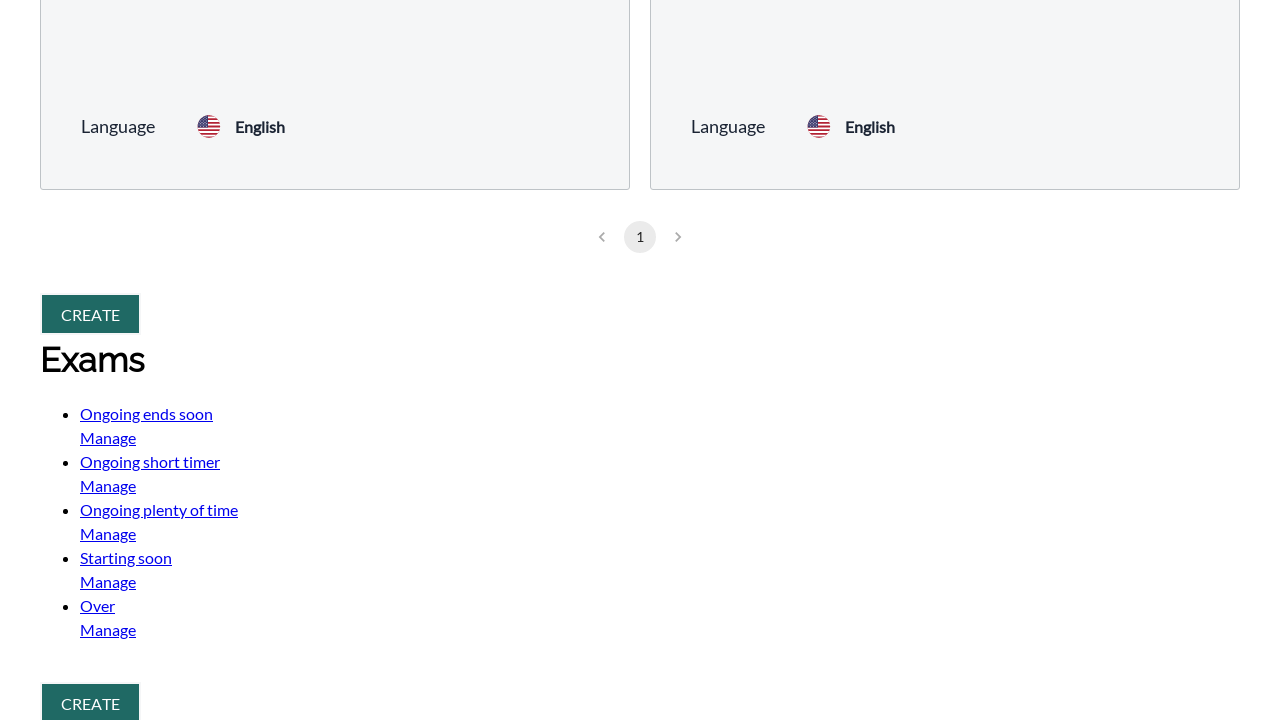 Language English
Language English
1
CREATE
Exams
Ongoing ends soon
Manage
Ongoing short timer
Manage
Ongoing plenty of time
Manage
Starting soon
Manage
Over
Manage
CREATE